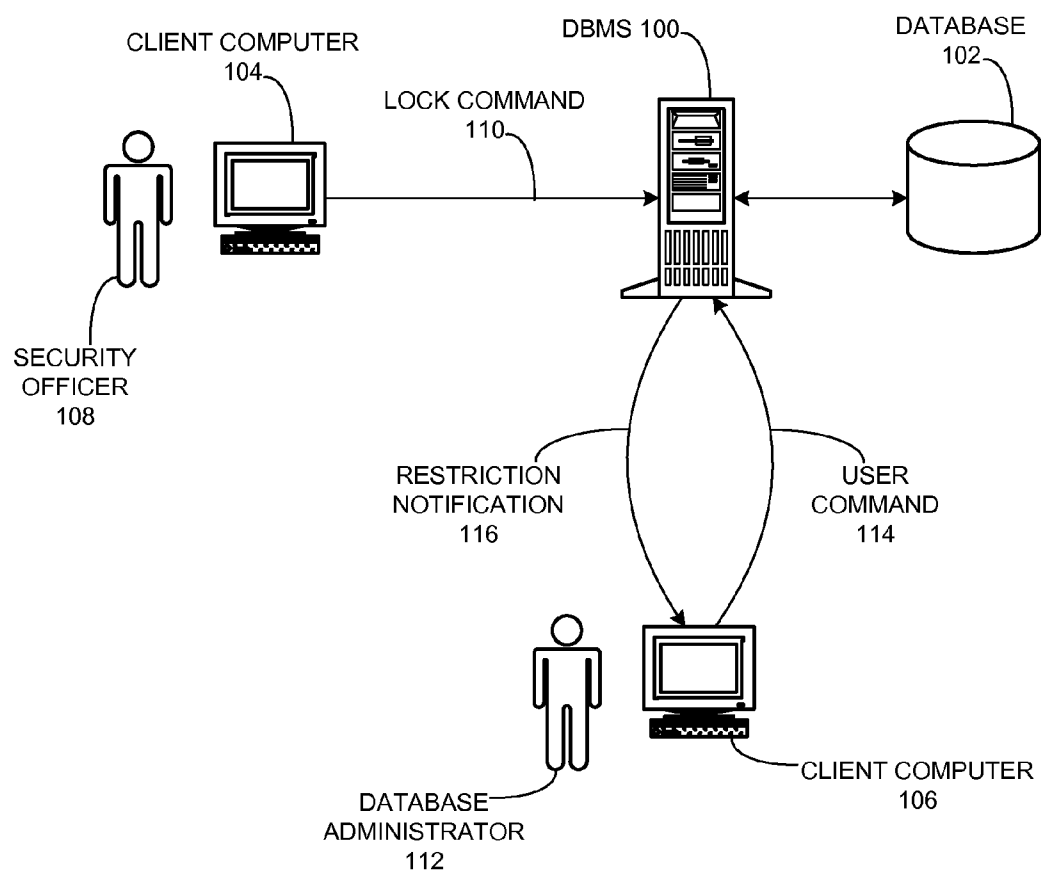 CLIENT COMPUTER
104
DBMS 100
DATABASE
102
LOCK COMMAND
110
SECURITY
OFFICER
108
RESTRICTION
NOTIFICATION
116
USER
COMMAND
114
CLIENT COMPUTER
106
DATABASE
ADMINISTRATOR
112